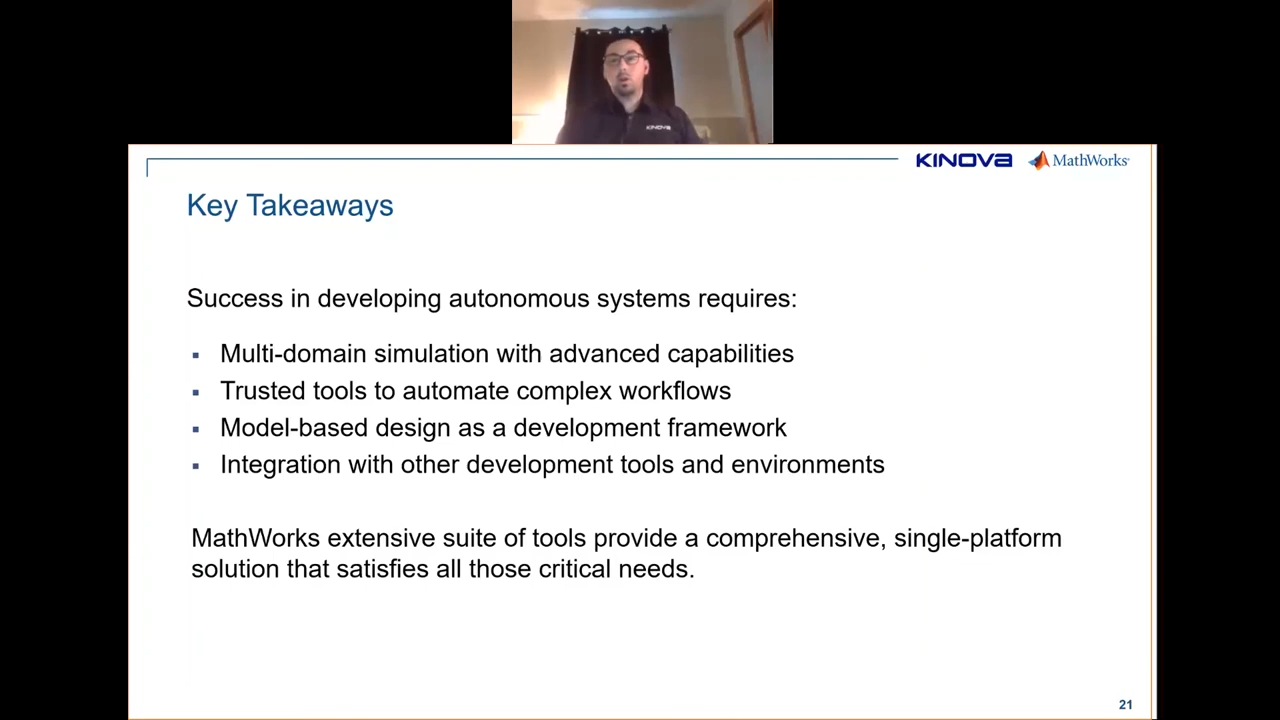 KINOVA
KINOVA MathWorks®
Key Takeaways
Success in developing autonomous systems requires:
▪ Multi-domain simulation with advanced capabilities
▪ Trusted tools to automate complex workflows
▪ Model-based design as a development framework
▪ Integration with other development tools and environments
MathWorks extensive suite of tools provide a comprehensive, single-platform
solution that satisfies all those critical needs.
21